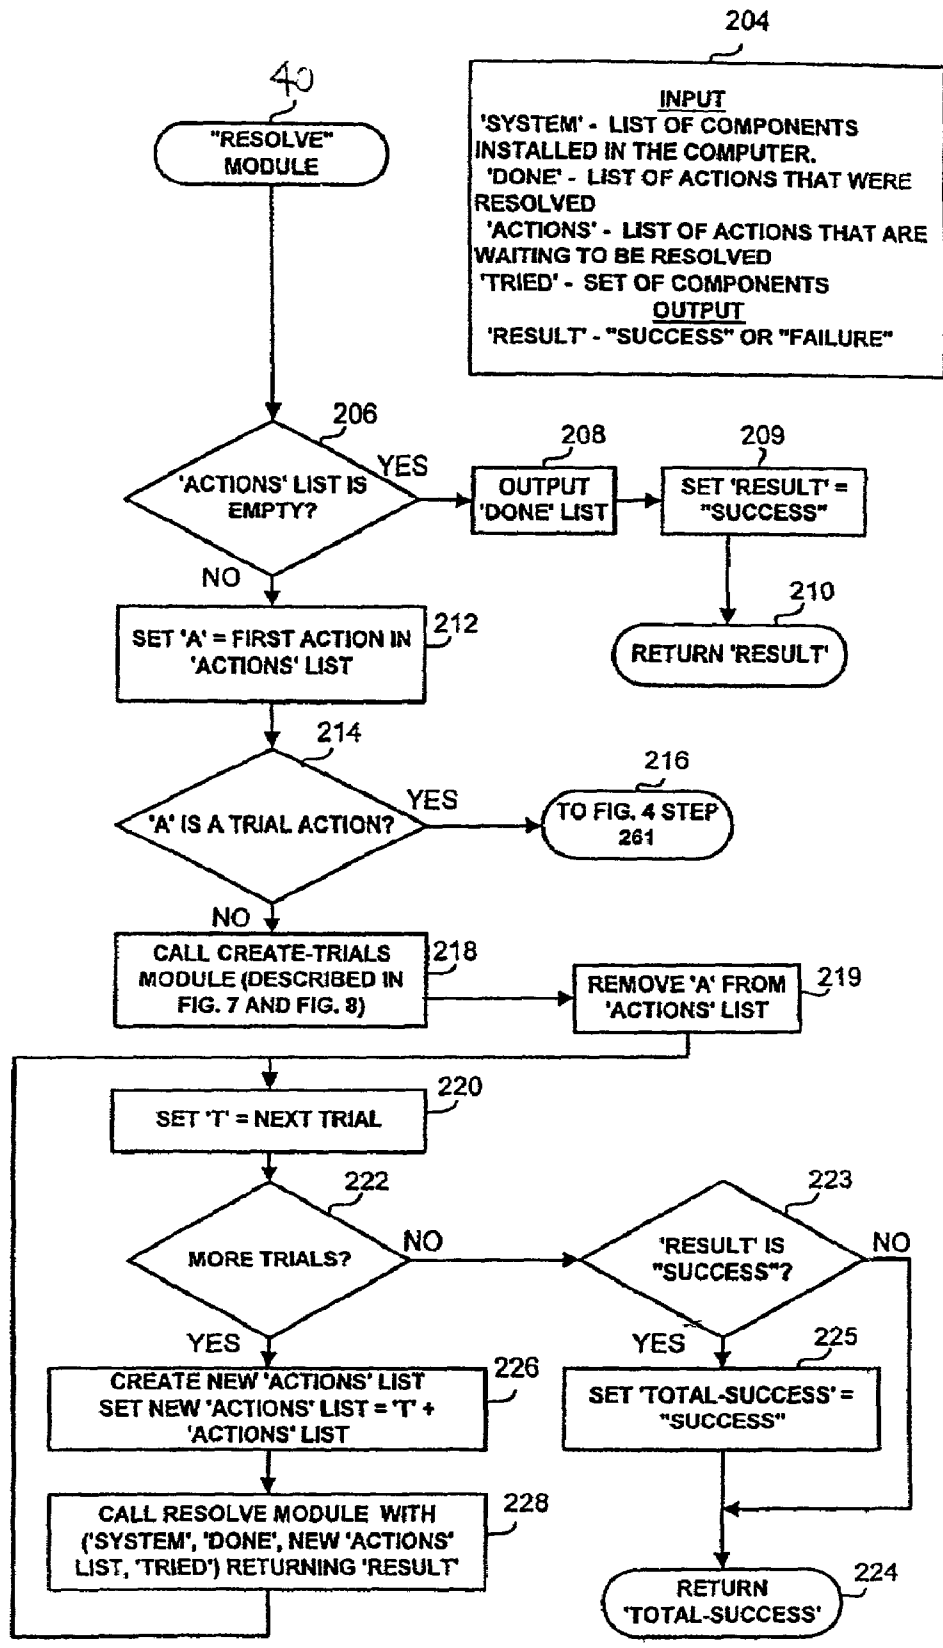 204
40
"RESOLVE"
MODULE
INPUT
'SYSTEM' - LIST OF COMPONENTS
INSTALLED IN THE COMPUTER.
'DONE' - LIST OF ACTIONS THAT WERE
RESOLVED
'ACTIONS' - LIST OF ACTIONS THAT ARE
WAITING TO BE RESOLVED
'TRIED' - SET OF COMPONENTS
OUTPUT
'RESULT' - "SUCCESS" OR "FAILURE"
206
'ACTIONS' LIST IS
EMPTY?
YES
208
OUTPUT
'DONE' LIST
209
SET 'RESULT' =
"SUCCESS"
210
RETURN 'RESULT'
NO
212
SET 'A' = FIRST ACTION IN
'ACTIONS' LIST
214
'A' IS A TRIAL ACTION?
YES
216
TO FIG. 4 STEP
261
NO
218
CALL CREATE-TRIALS
MODULE (DESCRIBED IN
FIG. 7 AND FIG. 8)
219
REMOVE 'A' FROM
'ACTIONS' LIST
220
SET 'T' = NEXT TRIAL
222
MORE TRIALS?
NO
223
'RESULT' IS
"SUCCESS"?
NO
YES
YES
226
CREATE NEW 'ACTIONS' LIST
SET NEW 'ACTIONS' LIST = 'T' +
'ACTIONS' LIST
225
SET 'TOTAL-SUCCESS' =
"SUCCESS"
228
CALL RESOLVE MODULE WITH
('SYSTEM', 'DONE', NEW 'ACTIONS'
LIST, 'TRIED') RETURNING 'RESULT'
224
RETURN
'TOTAL-SUCCESS'